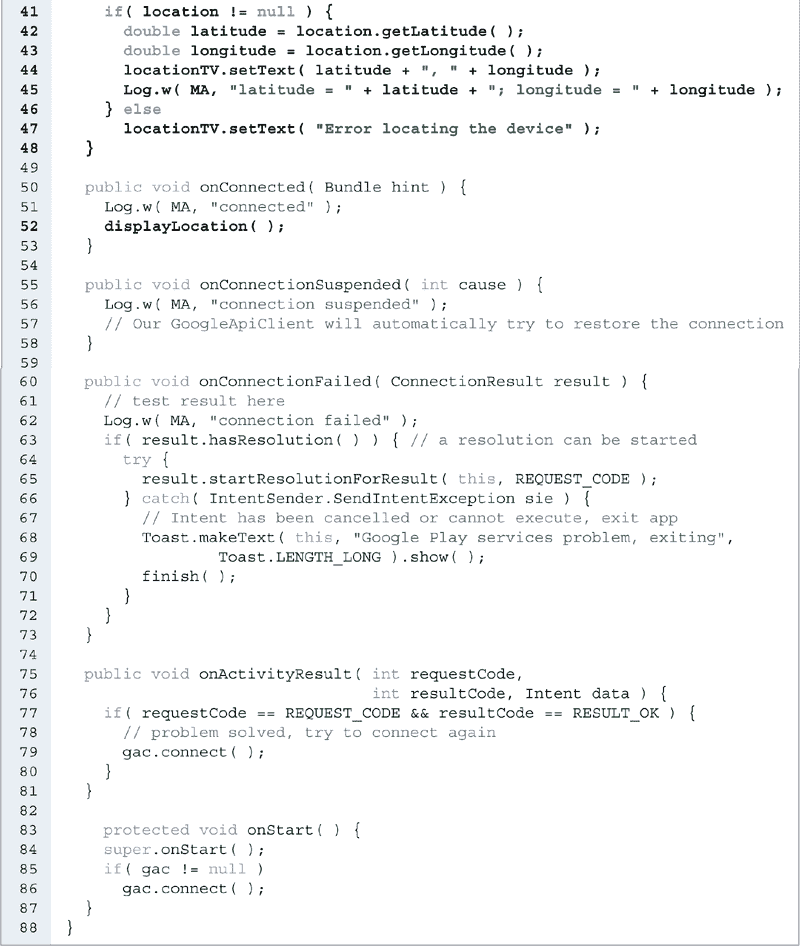 41 if( location != null ) {
42 double latitude = location.getLatitude( );
43 double longitude = location.getLongitude( );
44 locationTV.setText( latitude + ", " + longitude );
45 Log.w( MA, "latitude = " + latitude + "; longitude = " + longitude );
46 } else
47 locationTV.setText( "Error locating the device" );
48 }
49
50 public void onConnected( Bundle hint ) {
51 Log.w( MA, "connected" );
52 displayLocation( );
53 }
54
55 public void onConnectionSuspended( int cause ) {
56 Log.w( MA, "connection suspended" );
57 // Our GoogleApiClient will automatically try to restore the connection
58 }
59
60 public void onConnectionFailed( ConnectionResult result ) {
61 // test result here
62 Log.w( MA, "connection failed" );
63 if( result.hasResolution( ) ) { // a resolution can be started
64 try {
65 result.startResolutionForResult( this, REQUEST_CODE );
66 } catch( IntentSender.SendIntentException sie ) {
67 // Intent has been cancelled or cannot execute, exit app
68 Toast.makeText( this, "Google Play services problem, exiting",
69 Toast.LENGTH_LONG ).show( );
70 finish( );
71 }
72 }
73 }
74
75 public void onActivityResult( int requestCode,
76 int resultCode, Intent data ) {
77 if( requestCode == REQUEST_CODE && resultCode == RESULT_OK ) {
78 // problem solved, try to connect again
79 gac.connect( );
80 }
81 }
82
83 protected void onStart( ) {
84 super.onStart( );
85 if( gac != null )
86 gac.connect( );
87 }
88 }